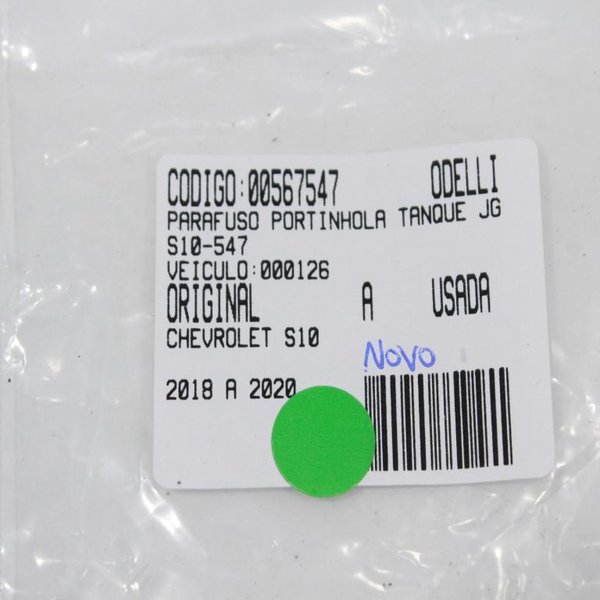 CODIGO:00567547 ODELLI
PARAFUSO PORTINHOLA TANQUE JG
S10-547
VEICULO:000126
ORIGINAL A USADA
CHEVROLET S10
Novo
2018 A 2020